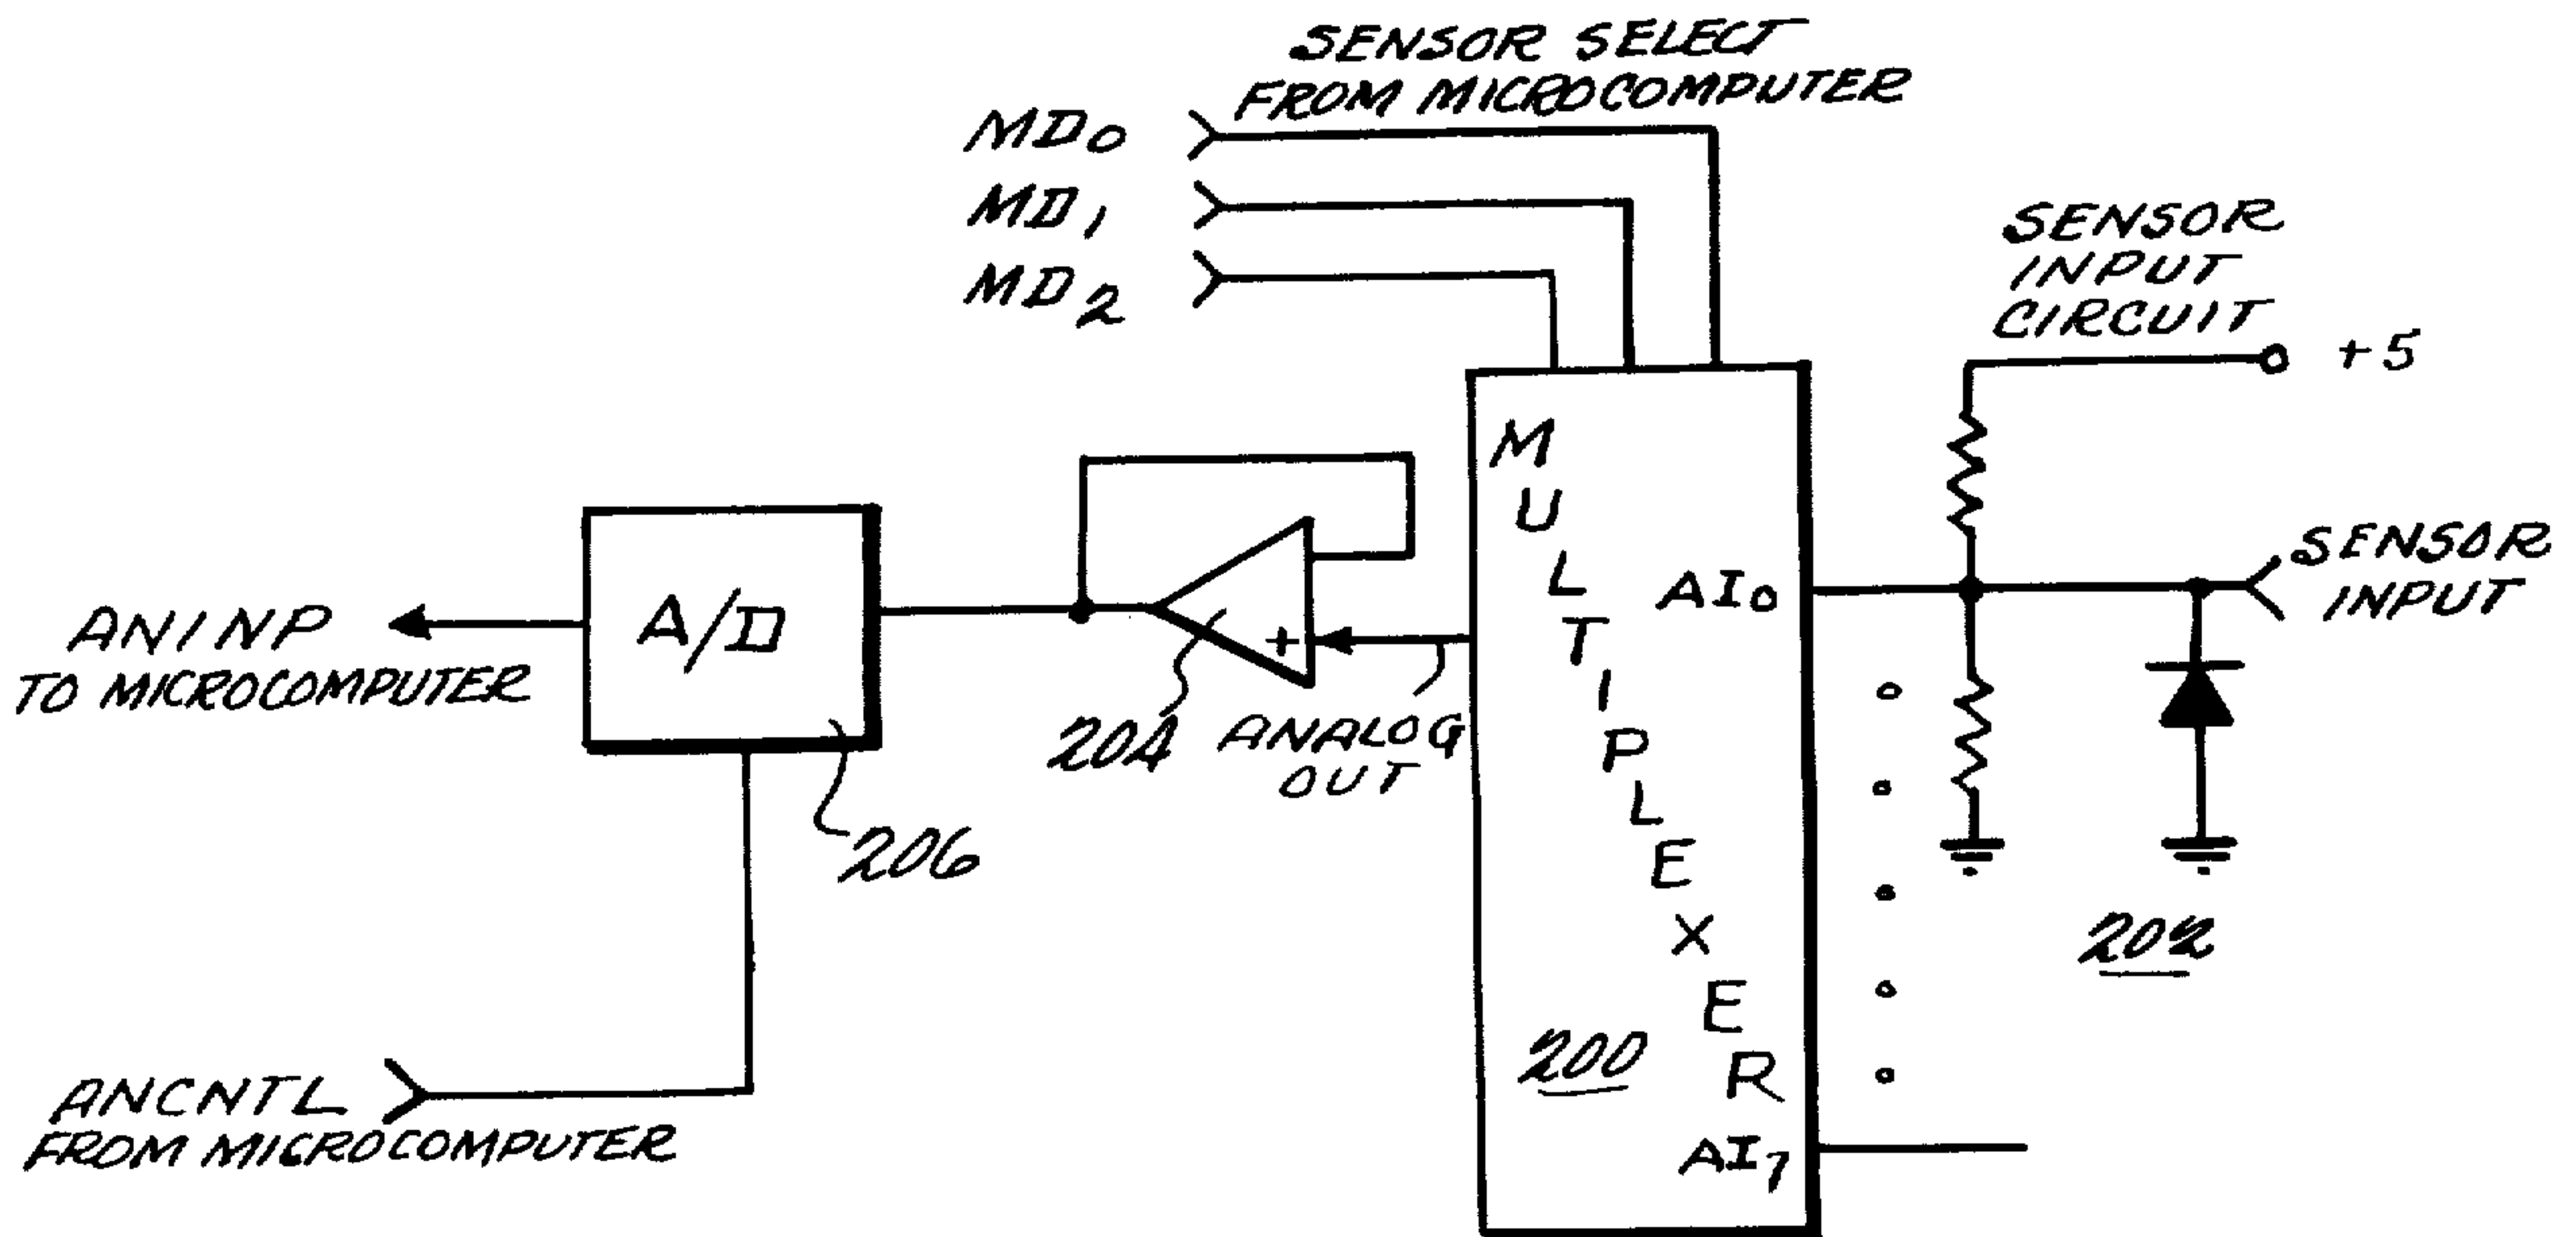 SENSOR SELECT
FROM MICROCOMPUTER
MD0
MD1
MD2
SENSOR
INPUT
CIRCUIT
+5
MULTIPLEXER
AI0
SENSOR
INPUT
A/D
+
ANINP
TO MICROCOMPUTER
204
ANALOG
OUT
206
202
200
ANCNTL
FROM MICROCOMPUTER
AI7